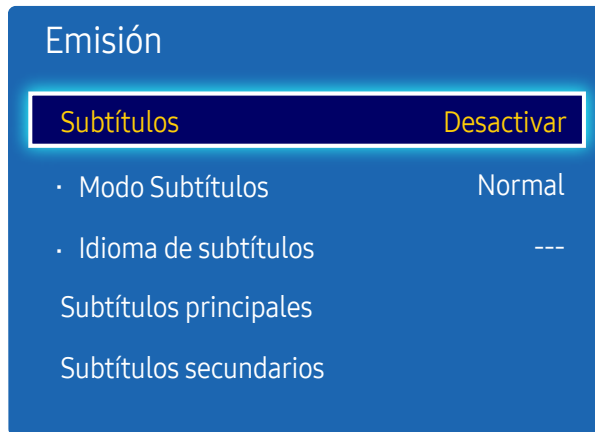 Emisión
Subtítulos Desactivar
· Modo Subtítulos Normal
· Idioma de subtítulos ---
Subtítulos principales
Subtítulos secundarios